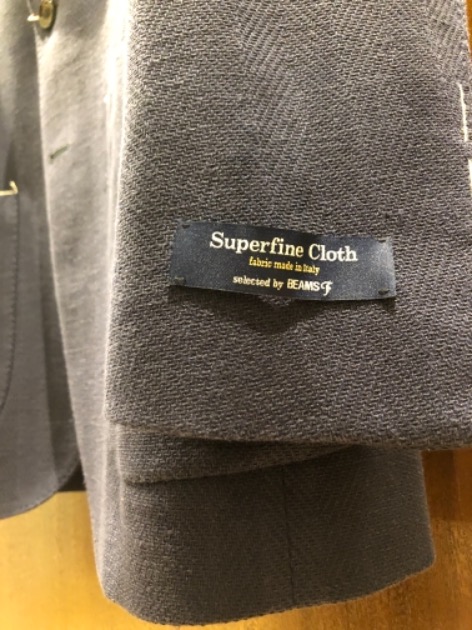 Superfine Cloth
fabric made in Italy
selected by BEAMS F